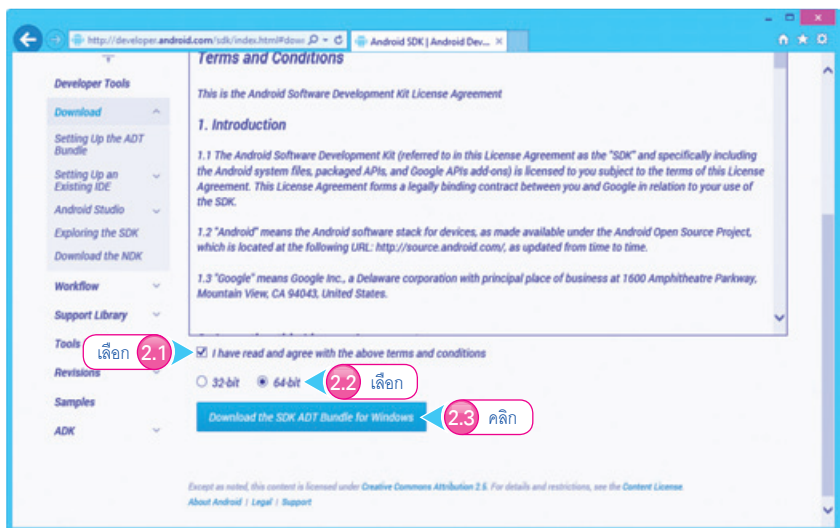 http://developer.android.com/sdk/index.html#dow
Android SDK | Android Dev...
Developer Tools
Download
Setting Up the ADT
Bundle
Setting Up an
Existing IDE
Android Studio
Exploring the SDK
Download the NDK
Workflow
Support Library
Tools
Revisions
Samples
ADK
Terms and Conditions
This is the Android Software Development Kit License Agreement
1. Introduction
1.1 The Android Software Development Kit (referred to in this License Agreement as the "SDK" and specifically including
the Android system files, packaged APIs, and Google APIs add-ons) is licensed to you subject to the terms of this License
Agreement. This License Agreement forms a legally binding contract between you and Google in relation to your use of
the SDK.
1.2 "Android" means the Android software stack for devices, as made available under the Android Open Source Project,
which is located at the following URL: http://source.android.com/, as updated from time to time.
1.3 "Google" means Google Inc., a Delaware corporation with principal place of business at 1600 Amphitheatre Parkway,
Mountain View, CA 94043, United States.
เลือก 2.1
I have read and agree with the above terms and conditions
32-bit 64-bit 2.2 เลือก
Download the SDK ADT Bundle for Windows 2.3 คลิก
Except as noted, this content is licensed under Creative Commons Attribution 2.5. For details and restrictions, see the Content License.
About Android | Legal | Support